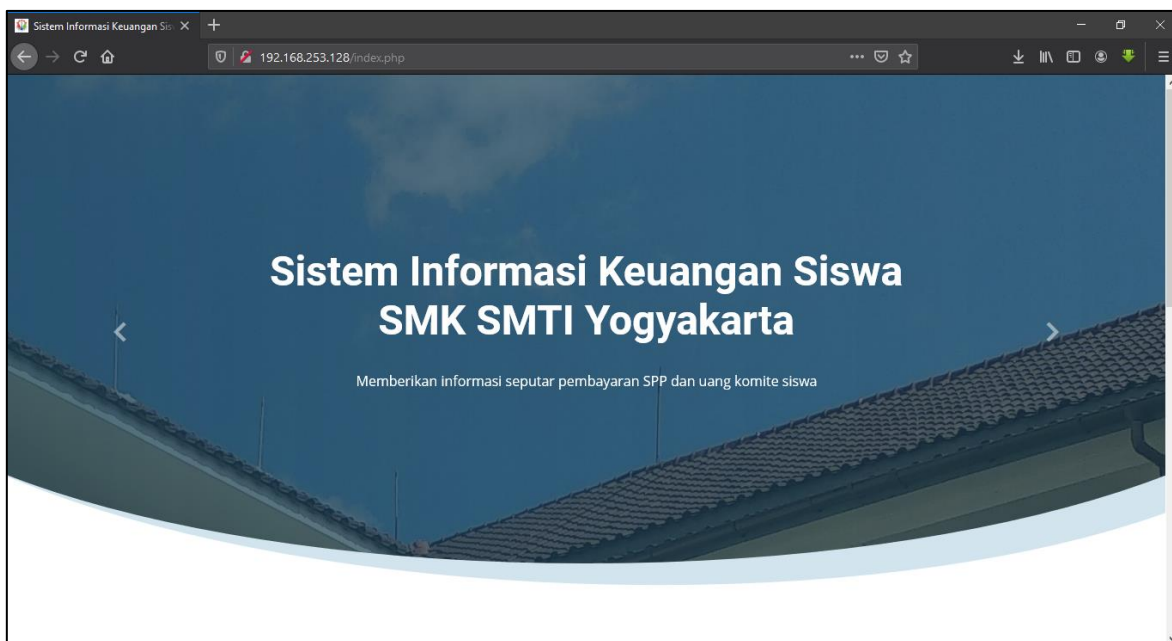 Sistem Informasi Keuangan Sis
192.168.253.128/index.php
Sistem Informasi Keuangan Siswa
SMK SMTI Yogyakarta
Memberikan informasi seputar pembayaran SPP dan uang komite siswa